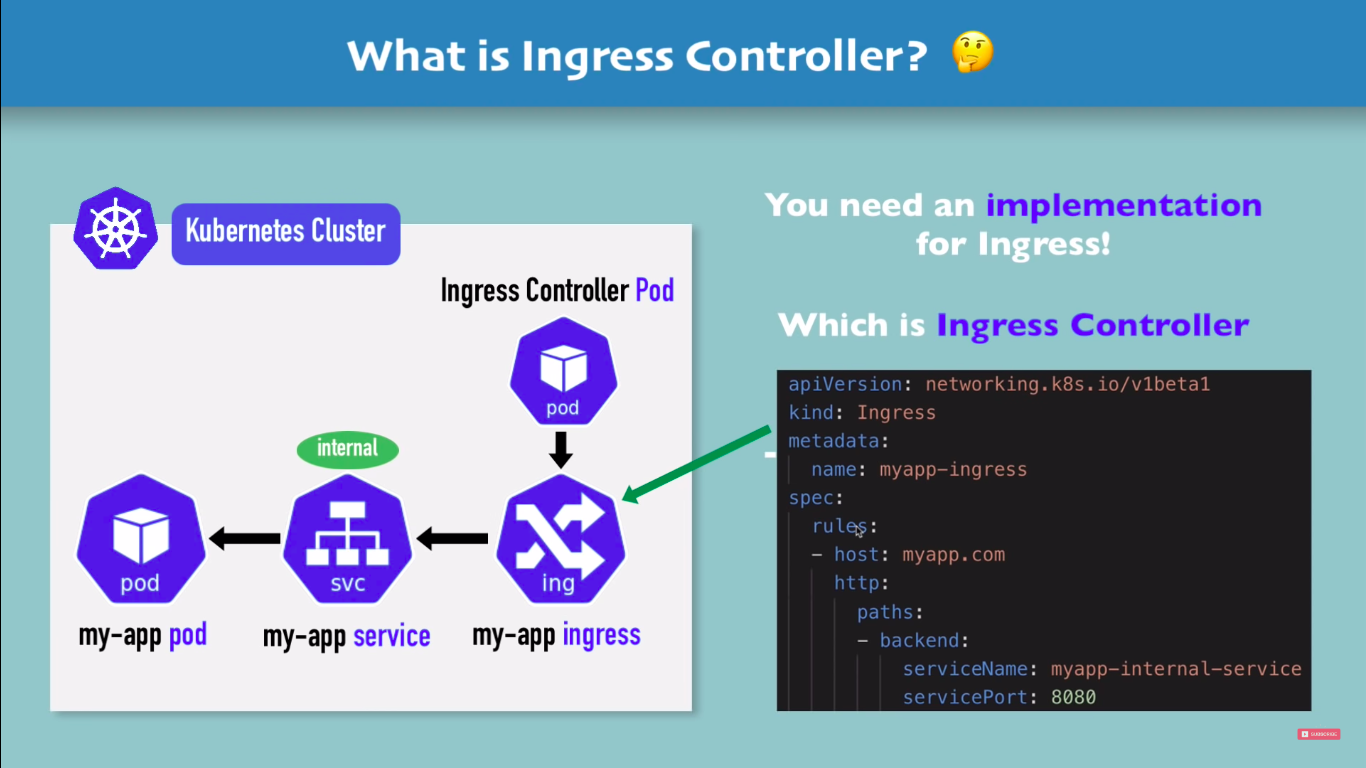 What is Ingress Controller? 🤔
Kubernetes Cluster
Ingress Controller Pod
pod
internal
pod
svc
ing
my-app pod
my-app service
my-app ingress
You need an implementation
for Ingress!
Which is Ingress Controller
-
apiVersion: networking.k8s.io/v1beta1
kind: Ingress
metadata:
  name: myapp-ingress
spec:
  rules:
  - host: myapp.com
    http:
      paths:
      - backend:
          serviceName: myapp-internal-service
          servicePort: 8080
SUBSCRIBE